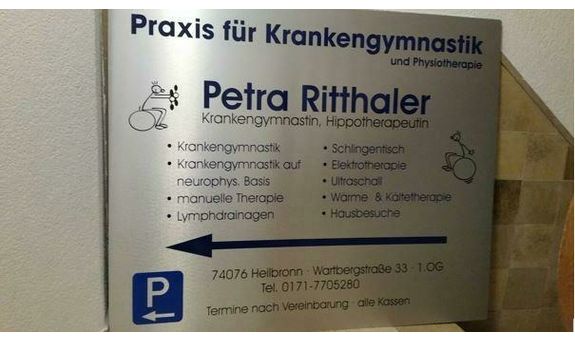 Praxis für Krankengymnastik
und Physiotherapie
Petra Ritthaler
Krankengymnastin, Hippotherapeutin
• Krankengymnastik
• Krankengymnastik auf
neurophys. Basis
• manuelle Therapie
• Lymphdrainagen
• Schlingentisch
• Elektrotherapie
• Ultraschall
• Wärme & Kältetherapie
• Hausbesuche
74076 Heilbronn · Wartbergstraße 33 · 1.OG
Tel. 0171-7705280
Termine nach Vereinbarung · alle Kassen
P